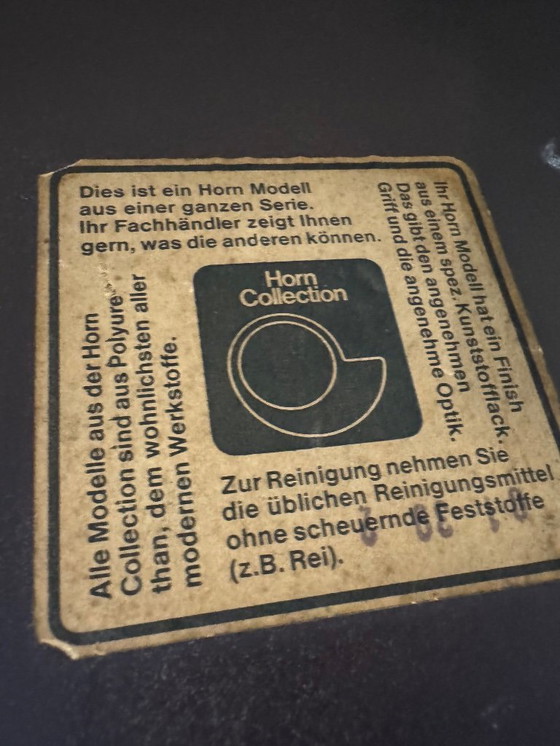 Dies ist ein Horn Modell
aus einer ganzen Serie.
Ihr Fachhändler zeigt Ihnen
gern, was die anderen können.
Ihr Horn Modell hat ein Finish
aus einem spez. Kunststofflack.
Das gibt den angenehmen
Griff und die angenehme Optik.
Horn
Collection
Alle Modelle aus der Horn
Collection sind aus Polyure-
than, dem wohnlichsten aller
modernen Werkstoffe.
Zur Reinigung nehmen Sie
die üblichen Reinigungsmittel
ohne scheuernde Feststoffe
(z.B. Rei).